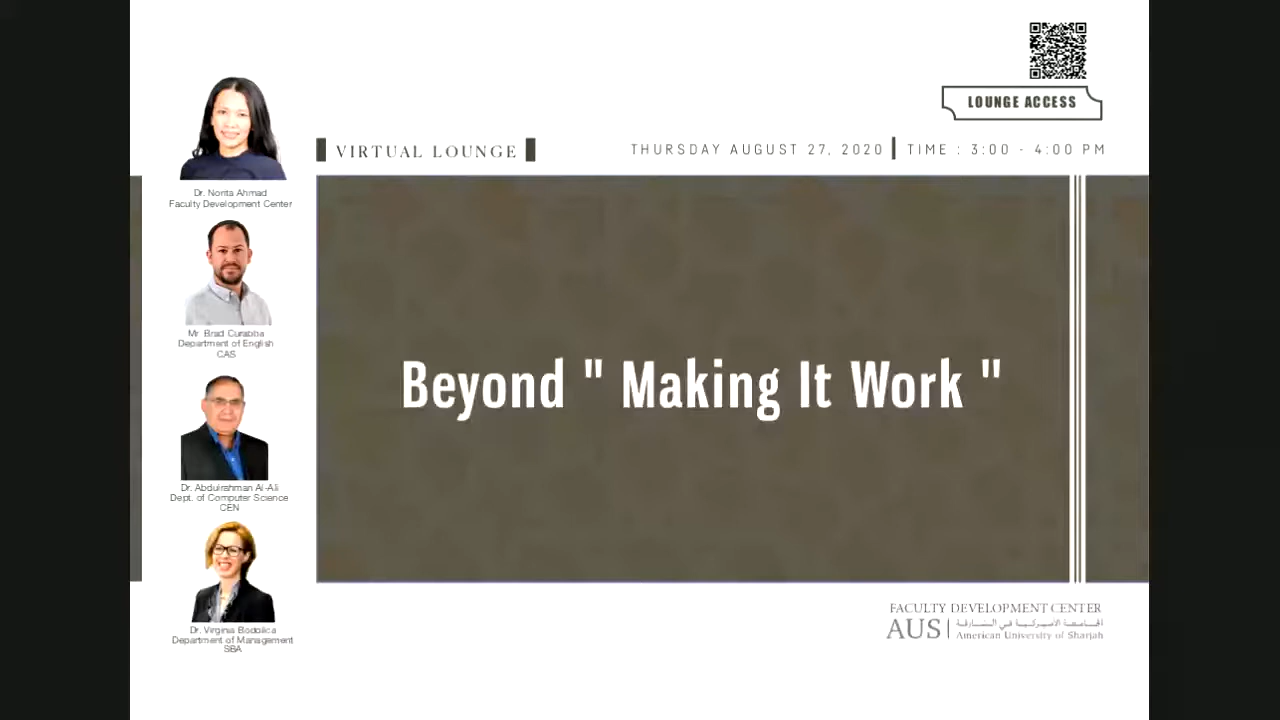 LOUNGE ACCESS
VIRTUAL LOUNGE
THURSDAY AUGUST 27, 2020 | TIME : 3:00 - 4:00 PM
Dr. Norita Ahmad
Faculty Development Center
Mr. Brad Curabba
Department of English
CAS
Dr. Abdulrahman Al-Ali
Dept. of Computer Science
CEN
Dr. Virginia Bodolica
Department of Management
SBA
Beyond " Making It Work "
FACULTY DEVELOPMENT CENTER
AUS | الجامعة الأميركية في الشارقة
American University of Sharjah